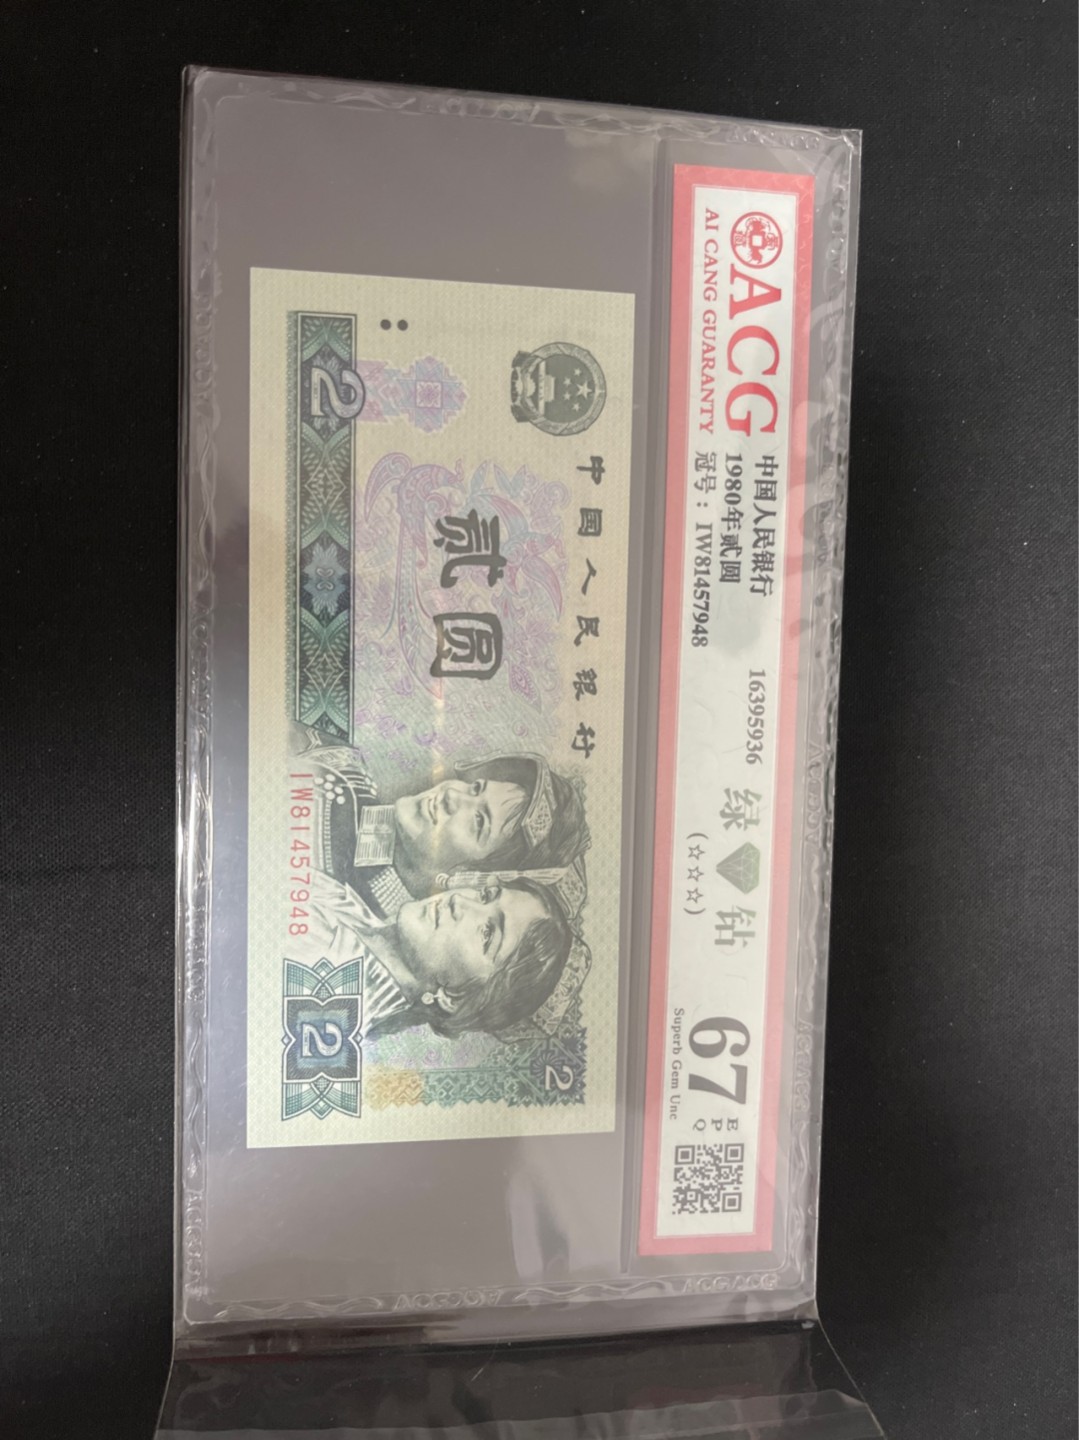 ACG
AI CANG GUARANTY
中国人民银行
1980年贰圆
冠号：IW81457948
16395936
绿 钻
(☆☆☆)
67
EPQ
Superb Gem Unc
中国人民银行
贰圆
2
IW81457948
2
2
ACGACG